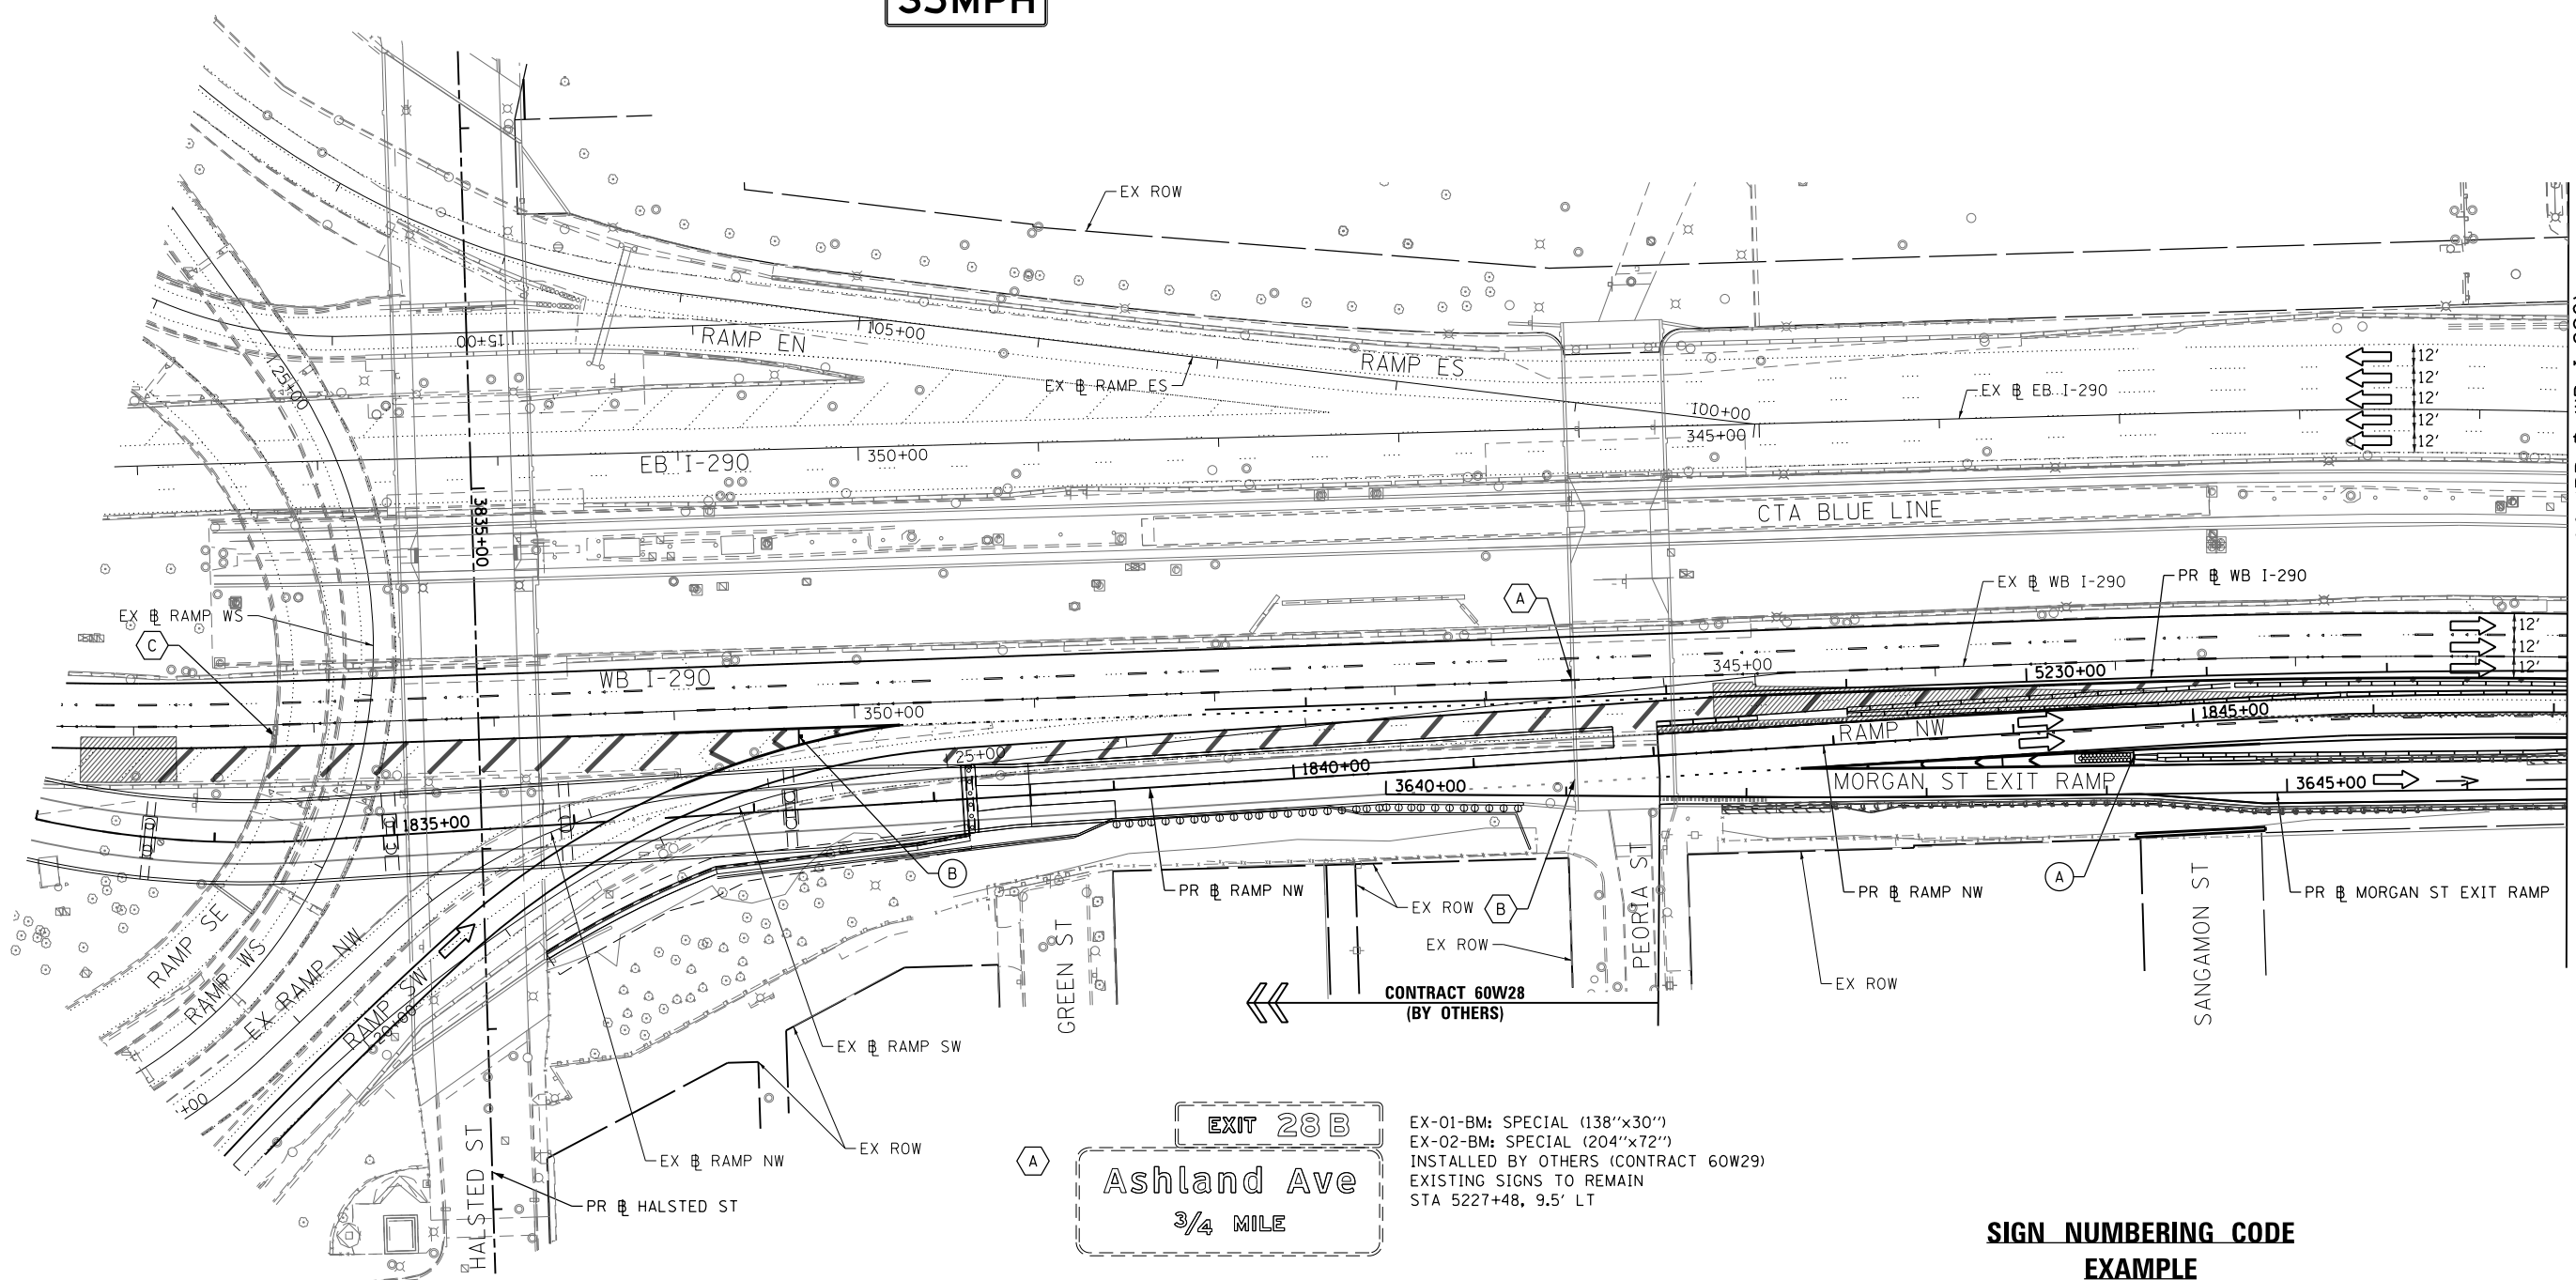 35MPH
EX ROW
RAMP EN
105+00
15+00
RAMP ES
EX ℄ RAMP ES
125+00
100+00
345+00
EX ℄ EB I-290
12'
12'
12'
12'
12'
EB I-290
350+00
3835+00
CTA BLUE LINE
EX ℄ RAMP WS
C
A
EX ℄ WB I-290
PR ℄ WB I-290
12'
12'
12'
WB I-290
345+00
5230+00
350+00
1845+00
RAMP NW
25+00
1840+00
3640+00
MORGAN ST EXIT RAMP
3645+00
1835+00
B
PR ℄ RAMP NW
EX ROW
B
EX ROW
PEORIA ST
PR ℄ RAMP NW
A
PR ℄ MORGAN ST EXIT RAMP
SANGAMON ST
EX ROW
GREEN ST
CONTRACT 60W28
(BY OTHERS)
RAMP SE
RAMP WS
EX RAMP NW
RAMP SW
20+00
+00
EX ℄ RAMP SW
EX ROW
EX ℄ RAMP NW
PR ℄ HALSTED ST
HALSTED ST
A
EXIT 28B
Ashland Ave
3/4 MILE
EX-01-BM: SPECIAL (138''x30'')
EX-02-BM: SPECIAL (204''x72'')
INSTALLED BY OTHERS (CONTRACT 60W29)
EXISTING SIGNS TO REMAIN
STA 5227+48, 9.5' LT
SIGN NUMBERING CODE
EXAMPLE